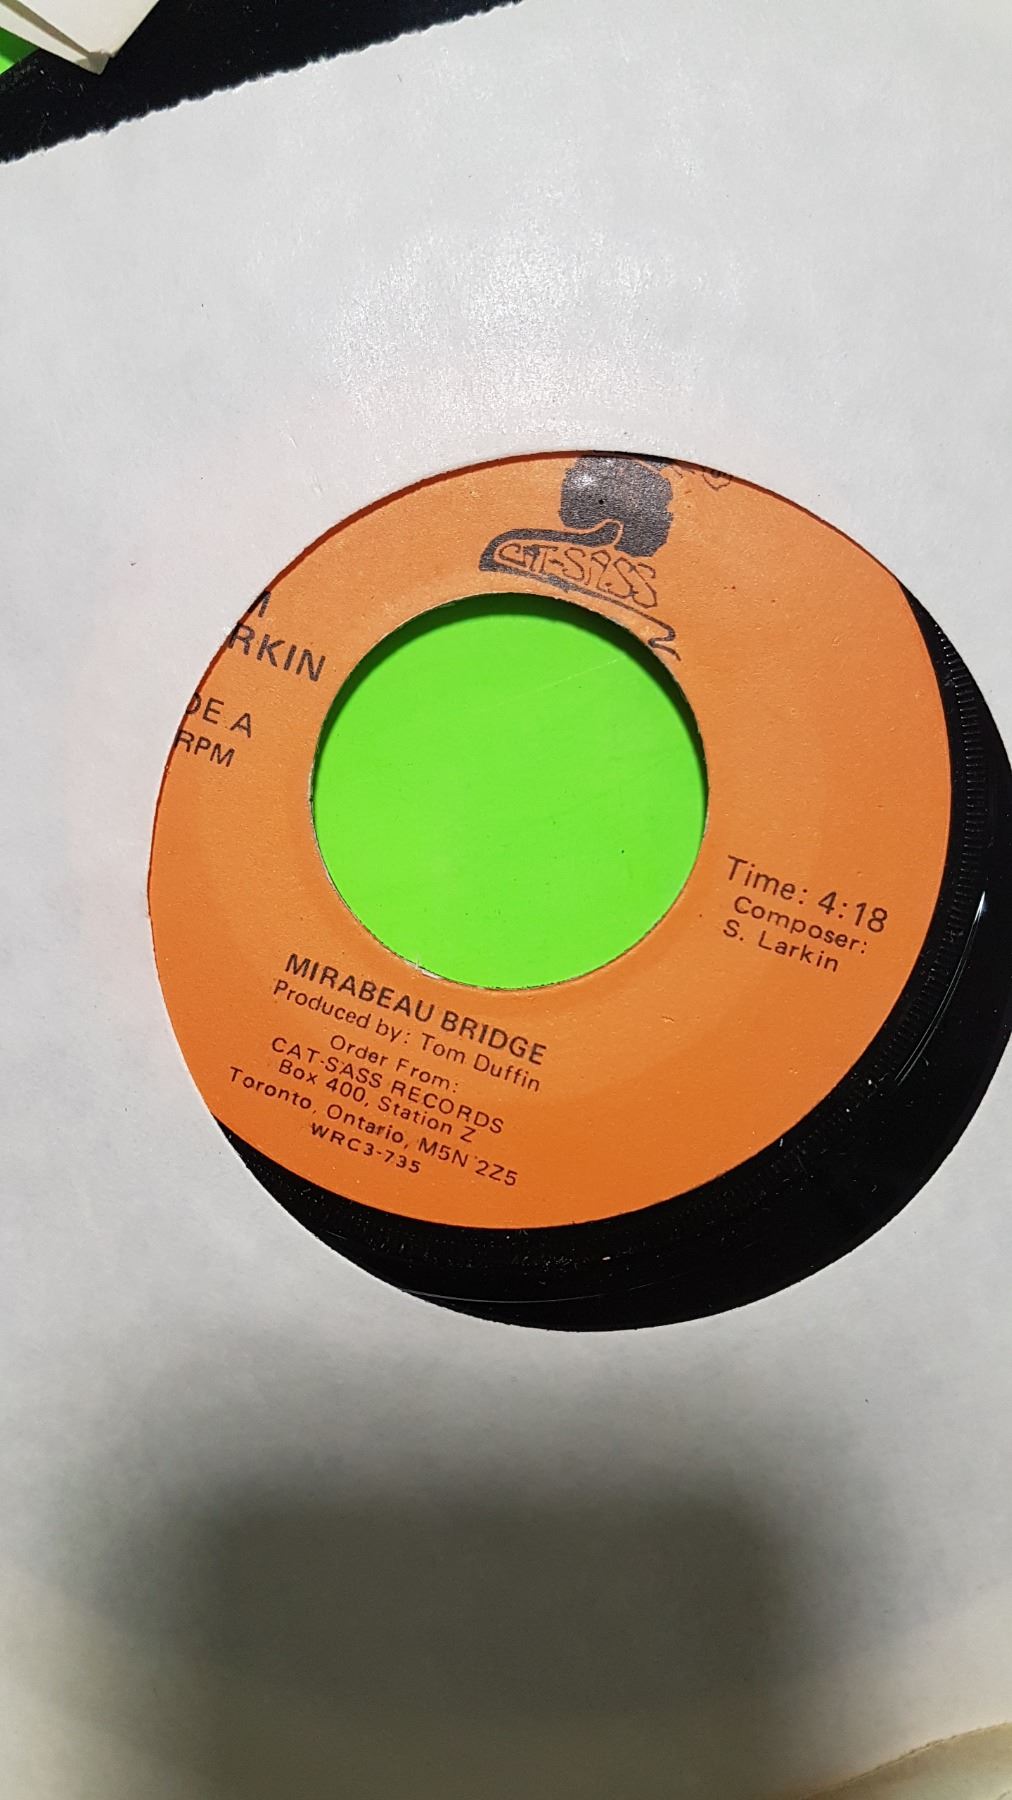 CAT-SASS
RKIN
DE A
RPM
Time: 4:18
Composer:
S. Larkin
MIRABEAU BRIDGE
Produced by: Tom Duffin
Order From:
CAT-SASS RECORDS
Box 400, Station Z
Toronto, Ontario, M5N 2Z5
WRC3-735